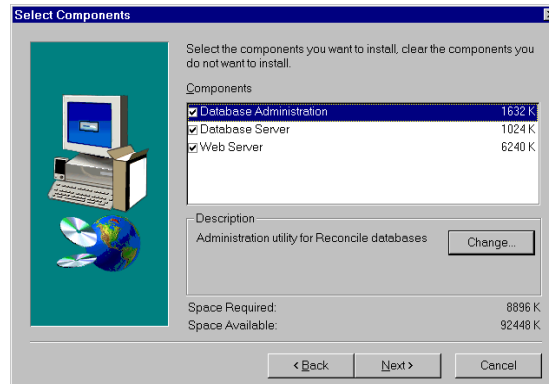 Select Components
Select the components you want to install, clear the components you
do not want to install.
Components
Database Administration 1632 K
Database Server 1024 K
Web Server 6240 K
Description
Administration utility for Reconcile databases
Change...
Space Required: 8896 K
Space Available: 92448 K
< Back Next > Cancel